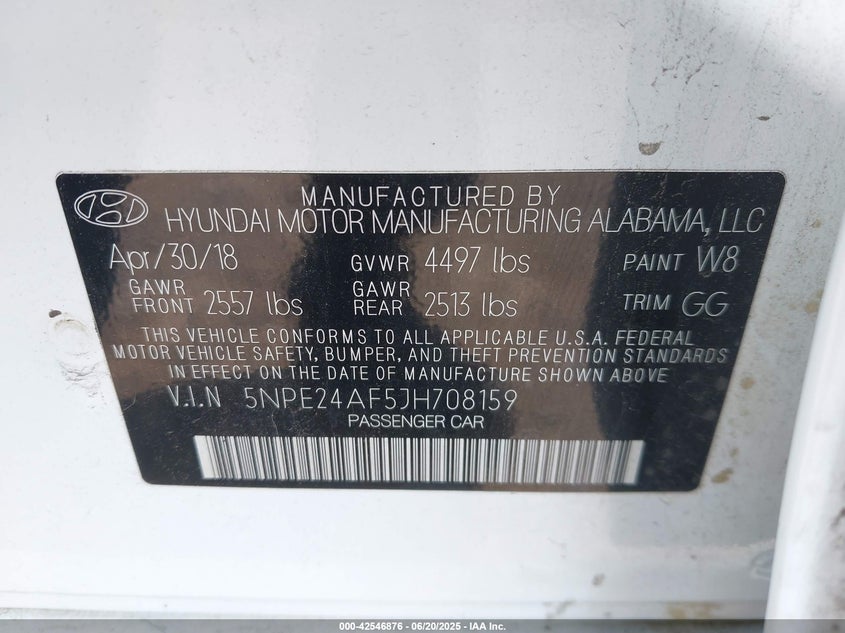 MANUFACTURED BY
HYUNDAI MOTOR MANUFACTURING ALABAMA, LLC
Apr/30/18 GVWR 4497 lbs PAINT W8
GAWR FRONT 2557 lbs GAWR REAR 2513 lbs TRIM GG
THIS VEHICLE CONFORMS TO ALL APPLICABLE U.S.A. FEDERAL
MOTOR VEHICLE SAFETY, BUMPER, AND THEFT PREVENTION STANDARDS
IN EFFECT ON THE DATE OF MANUFACTURE SHOWN ABOVE
V.I.N 5NPE24AF5JH708159
PASSENGER CAR
000-42546876 - 06/20/2025 - IAA Inc.